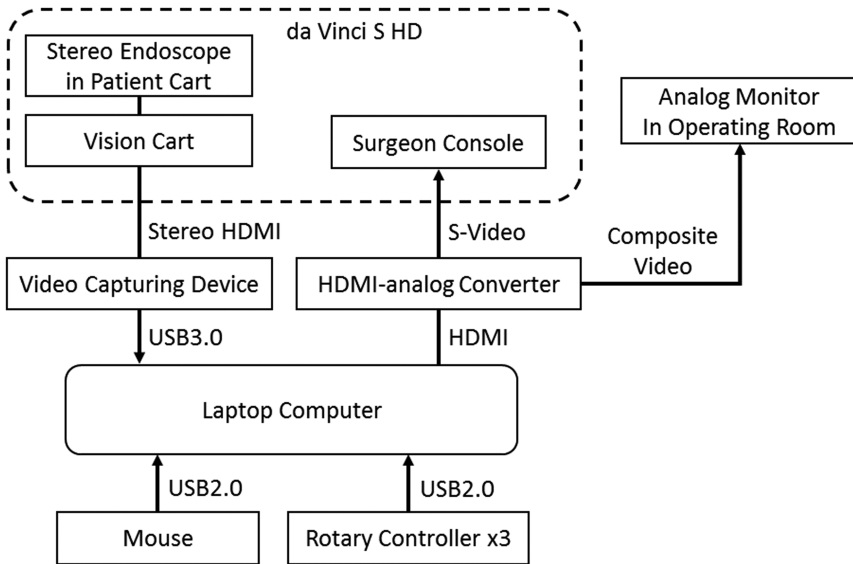 da Vinci S HD
Stereo Endoscope
in Patient Cart
Vision Cart
Surgeon Console
Analog Monitor
In Operating Room
Stereo HDMI
S-Video
Composite
Video
Video Capturing Device
HDMI-analog Converter
USB3.0
HDMI
Laptop Computer
USB2.0
USB2.0
Mouse
Rotary Controller x3